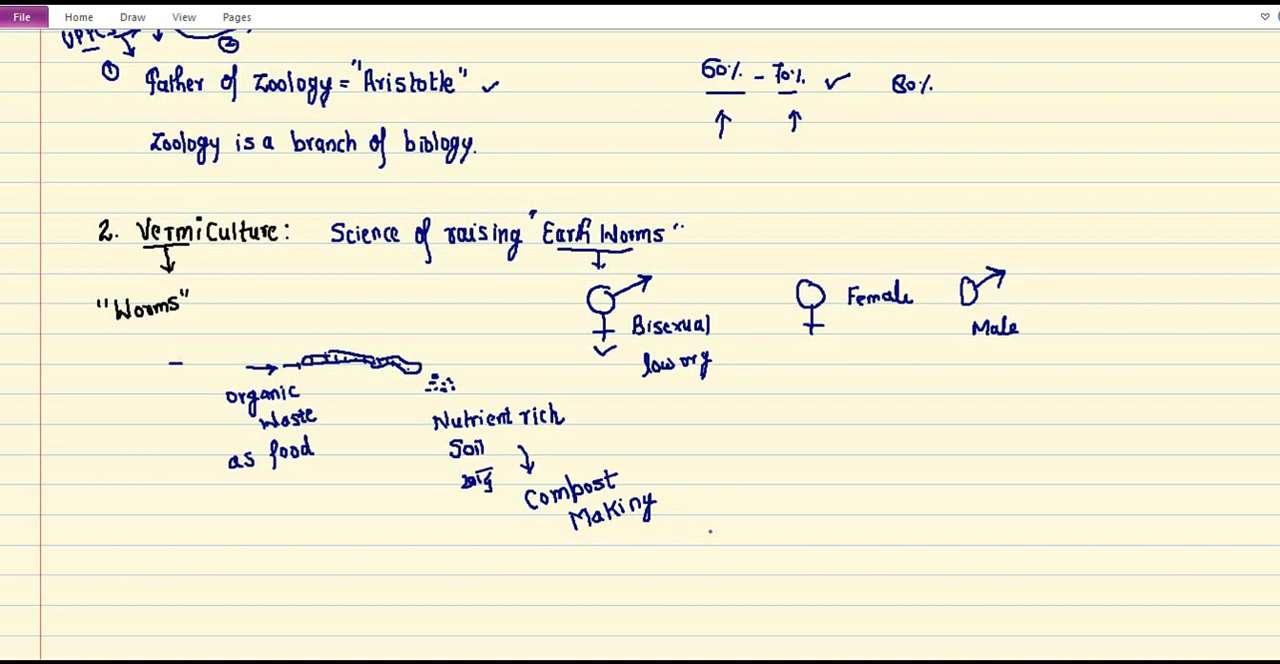 File Home Draw View Pages
① Father of Zoology = "Aristotle" ✓ 60% - 70% ✓ 80%
Zoology is a branch of biology.
2. Vermiculture: Science of raising "Earth Worms"
"Worms"
Female
Bisexual
Male
low org
organic
waste
as food
Nutrient rich
Soil
Compost
Making